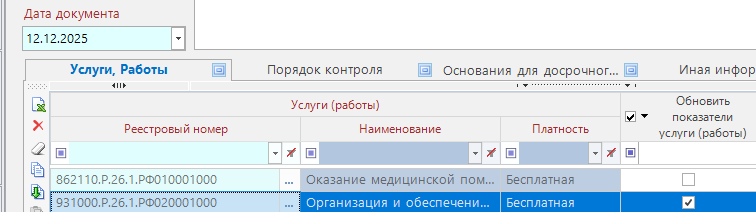 Дата документа
12.12.2025
Услуги, Работы
Порядок контроля
Основания для досрочног...
Иная инфор
Услуги (работы)
Обновить показатели услуги (работы)
Реестровый номер
Наименование
Платность
862110.Р.26.1.РФ010001000 ...
Оказание медицинской пом...
Бесплатная
931000.Р.26.1.РФ020001000 ...
Организация и обеспечени...
Бесплатная